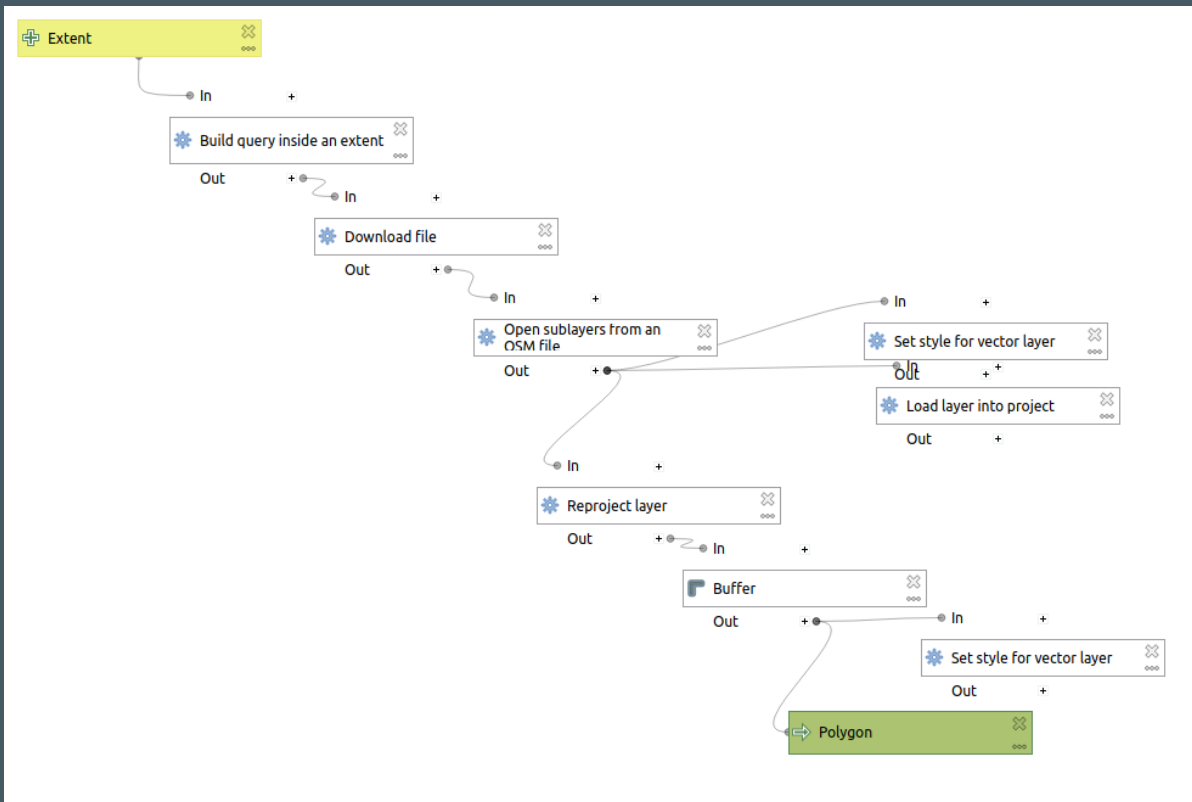 Extent
In +
Build query inside an extent
Out +
In +
Download file
Out +
In +
Open sublayers from an
OSM file
Out +
In +
Set style for vector layer
Out +
In +
Load layer into project
Out +
In +
Reproject layer
Out +
In +
Buffer
Out +
In +
Set style for vector layer
Out +
Polygon